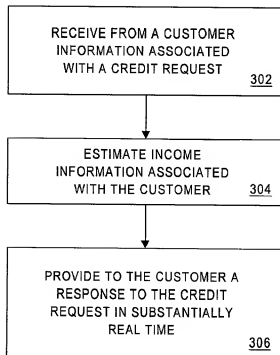 RECEIVE FROM A CUSTOMER
INFORMATION ASSOCIATED
WITH A CREDIT REQUEST
302
ESTIMATE INCOME
INFORMATION ASSOCIATED
WITH THE CUSTOMER
304
PROVIDE TO THE CUSTOMER A
RESPONSE TO THE CREDIT
REQUEST IN SUBSTANTIALLY
REAL TIME
306